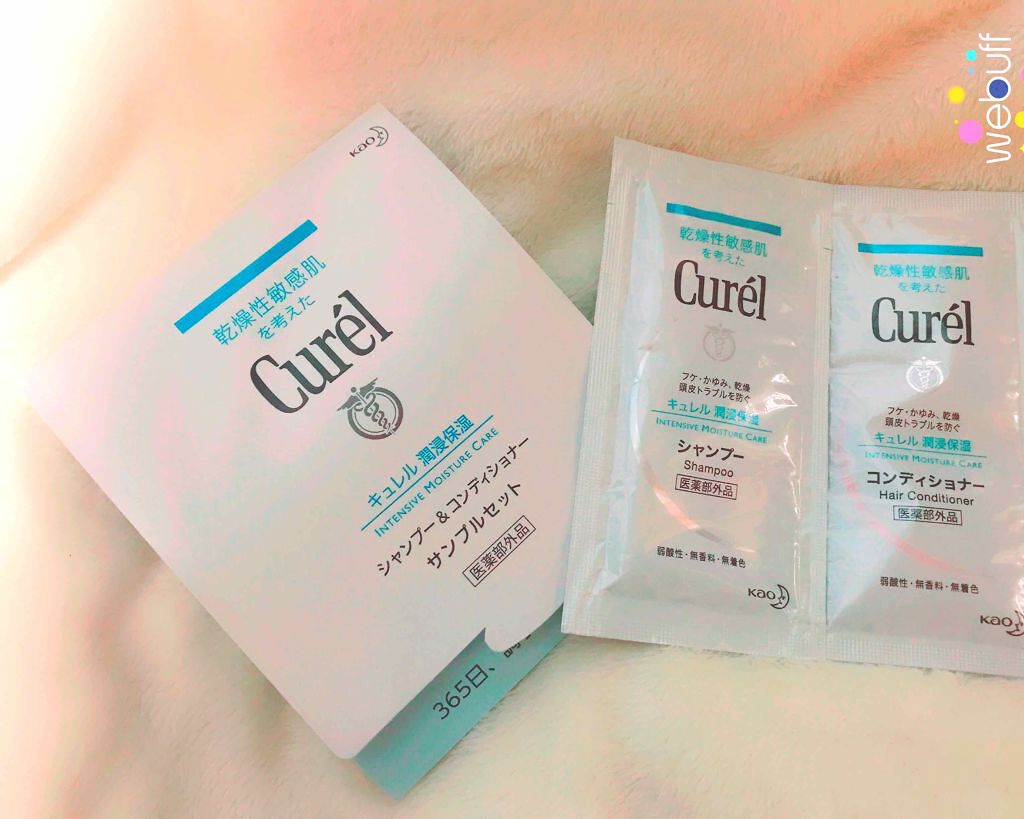 webuff
Kao
乾燥性敏感肌
を考えた
Curél
キュレル 潤浸保湿
INTENSIVE MOISTURE CARE
シャンプー&コンディショナー
サンプルセット
医薬部外品
365日、
乾燥性敏感肌
を考えた
Curél
フケ・かゆみ、乾燥
頭皮トラブルを防ぐ
キュレル 潤浸保湿
INTENSIVE MOISTURE CARE
シャンプー
Shampoo
医薬部外品
弱酸性・無香料・無着色
Kao
乾燥性敏感肌
を考えた
Curél
フケ・かゆみ、乾燥
頭皮トラブルを防ぐ
キュレル 潤浸保湿
INTENSIVE MOISTURE CARE
コンディショナー
Hair Conditioner
医薬部外品
弱酸性・無香料・無着色
Kao